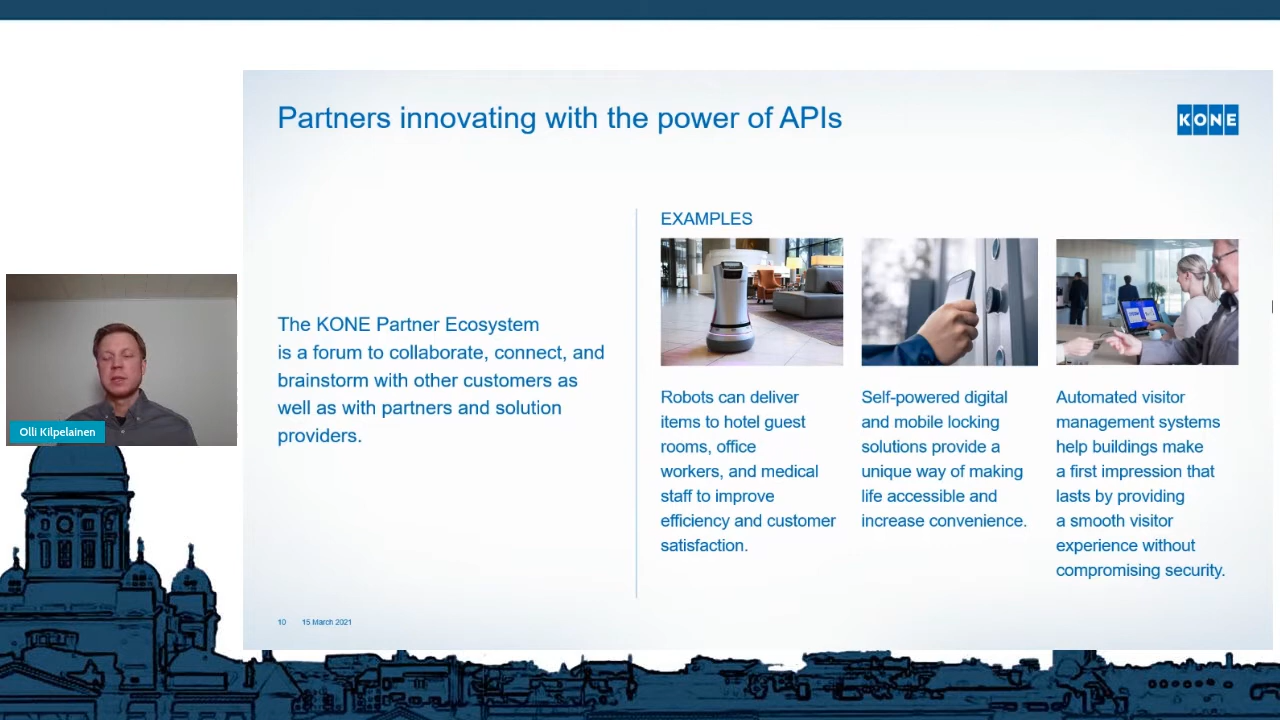 Partners innovating with the power of APIs
KONE
EXAMPLES
The KONE Partner Ecosystem
is a forum to collaborate, connect, and
brainstorm with other customers as
well as with partners and solution
providers.
Robots can deliver
items to hotel guest
rooms, office
workers, and medical
staff to improve
efficiency and customer
satisfaction.
Self-powered digital
and mobile locking
solutions provide a
unique way of making
life accessible and
increase convenience.
Automated visitor
management systems
help buildings make
a first impression that
lasts by providing
a smooth visitor
experience without
compromising security.
Olli Kilpelainen
10 15 March 2021